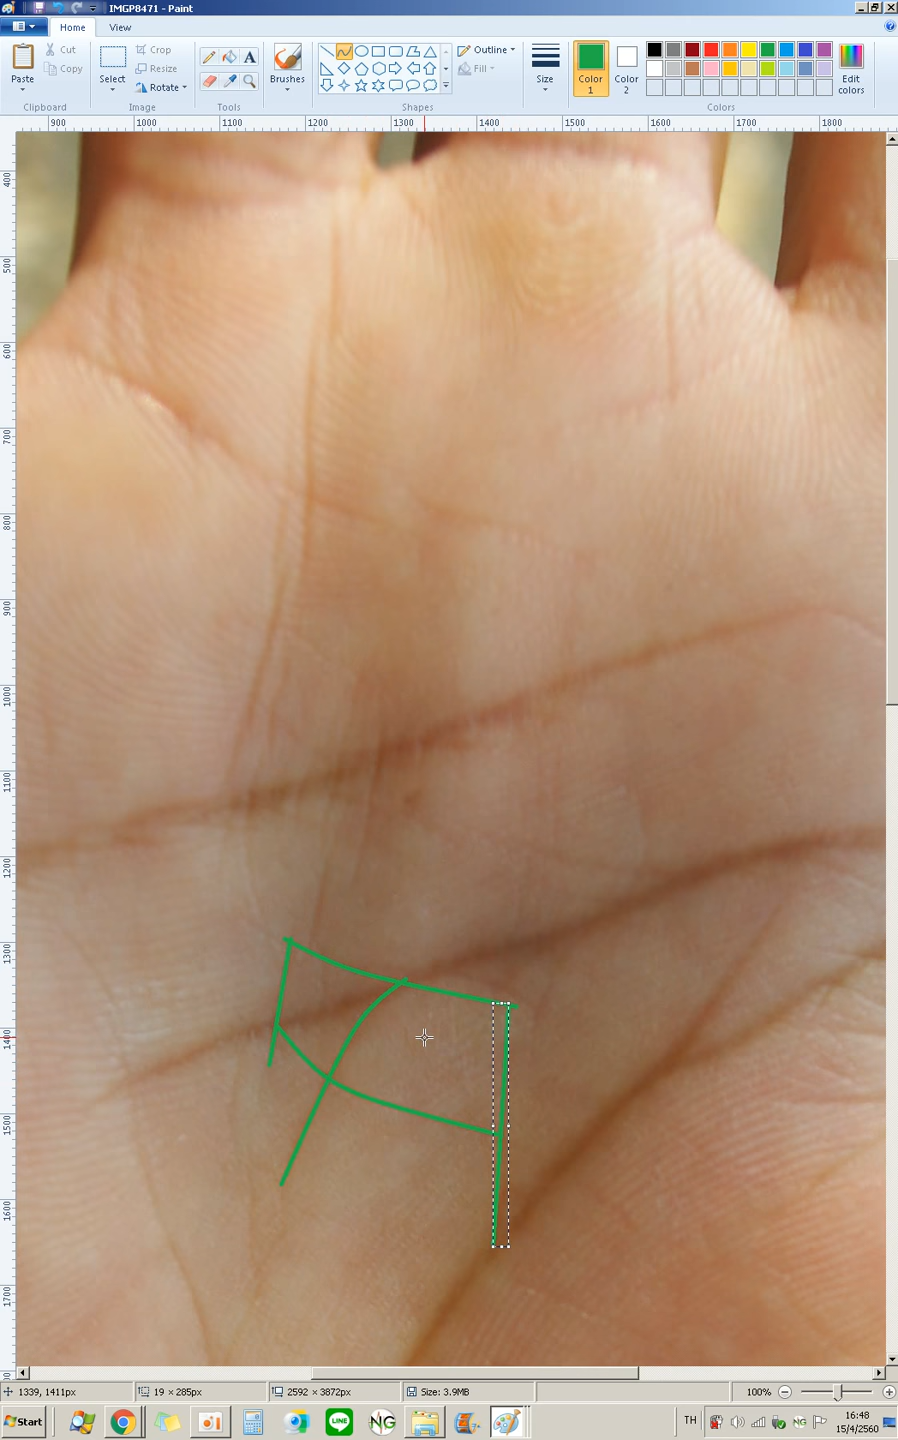 IMGP8471 - Paint
Home View
Paste
Cut
Copy
Clipboard
Select
Crop
Resize
Rotate
Image
A
Tools
Brushes
Outline
Fill
Shapes
Size
Color 1
Color 2
Edit colors
Colors
900 1000 1100 1200 1300 1400 1500 1600 1700 1800
400
500
600
700
800
900
1000
1100
1200
1300
1400
1500
1600
1700
1339, 1411px 19 × 285px 2592 × 3872px Size: 3.9MB 100%
Start LINE NG TH NG 16:48
15/4/2560